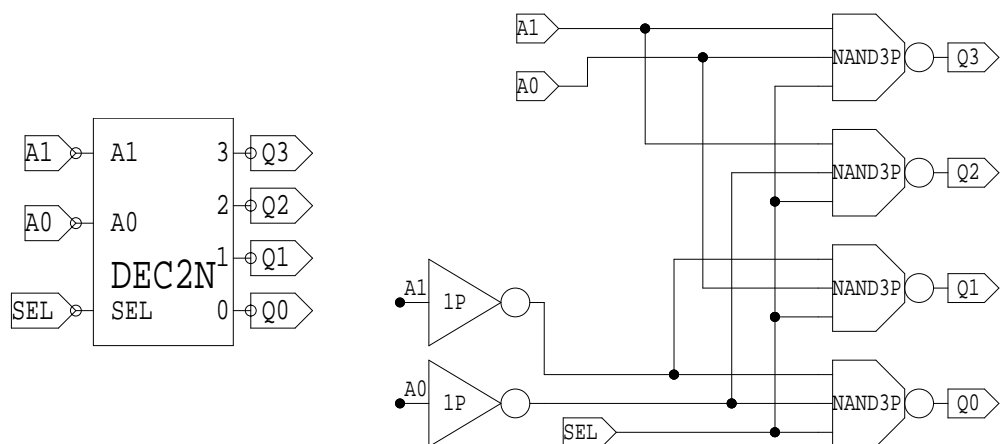 A1
A0
SEL
A1
A0
DEC2N
SEL
3
2
1
0
Q3
Q2
Q1
Q0
A1
A0
A1
1P
A0
1P
SEL
NAND3P
Q3
NAND3P
Q2
NAND3P
Q1
NAND3P
Q0